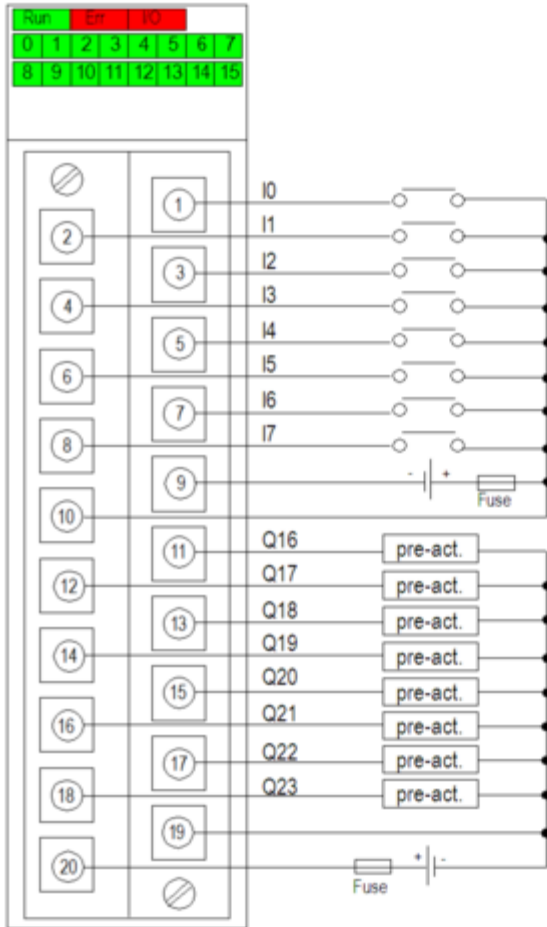 Run Err I/O
0 1 2 3 4 5 6 7
8 9 10 11 12 13 14 15
1 I0
2 I1
3 I2
4 I3
5 I4
6 I5
7 I6
8 I7
9 - +
Fuse
10
11 Q16 pre-act.
12 Q17 pre-act.
13 Q18 pre-act.
14 Q19 pre-act.
15 Q20 pre-act.
16 Q21 pre-act.
17 Q22 pre-act.
18 Q23 pre-act.
19
20 + -
Fuse